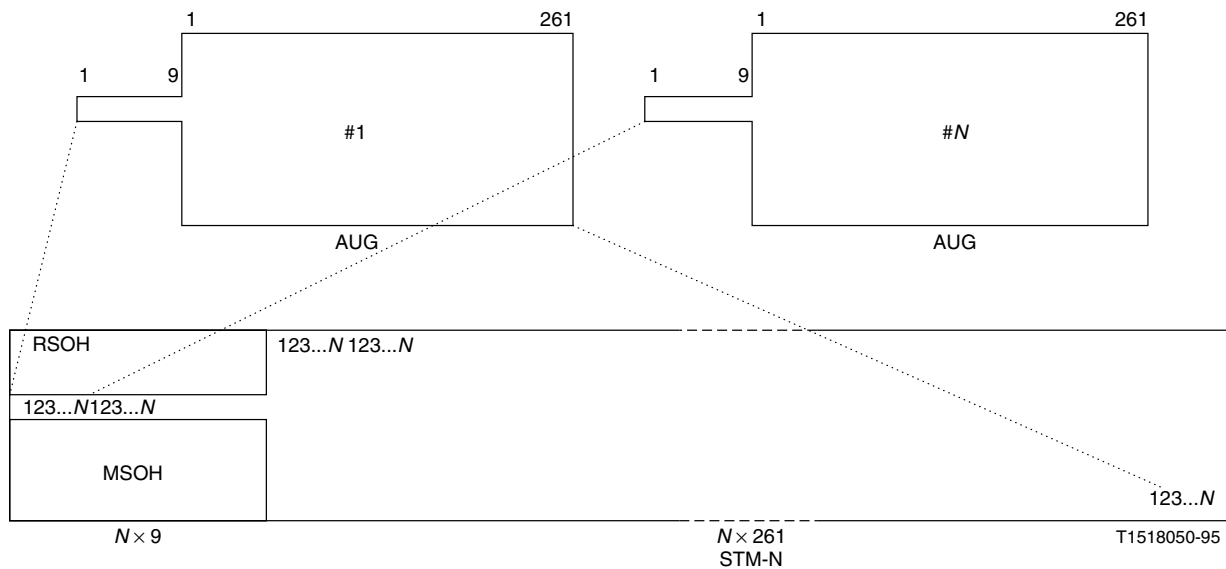 1 261 1 261
1 9 1 9
#1 #N
AUG AUG
RSOH
123...N 123...N
123...N123...N
MSOH
123...N
N × 9 N × 261 T1518050-95
STM-N